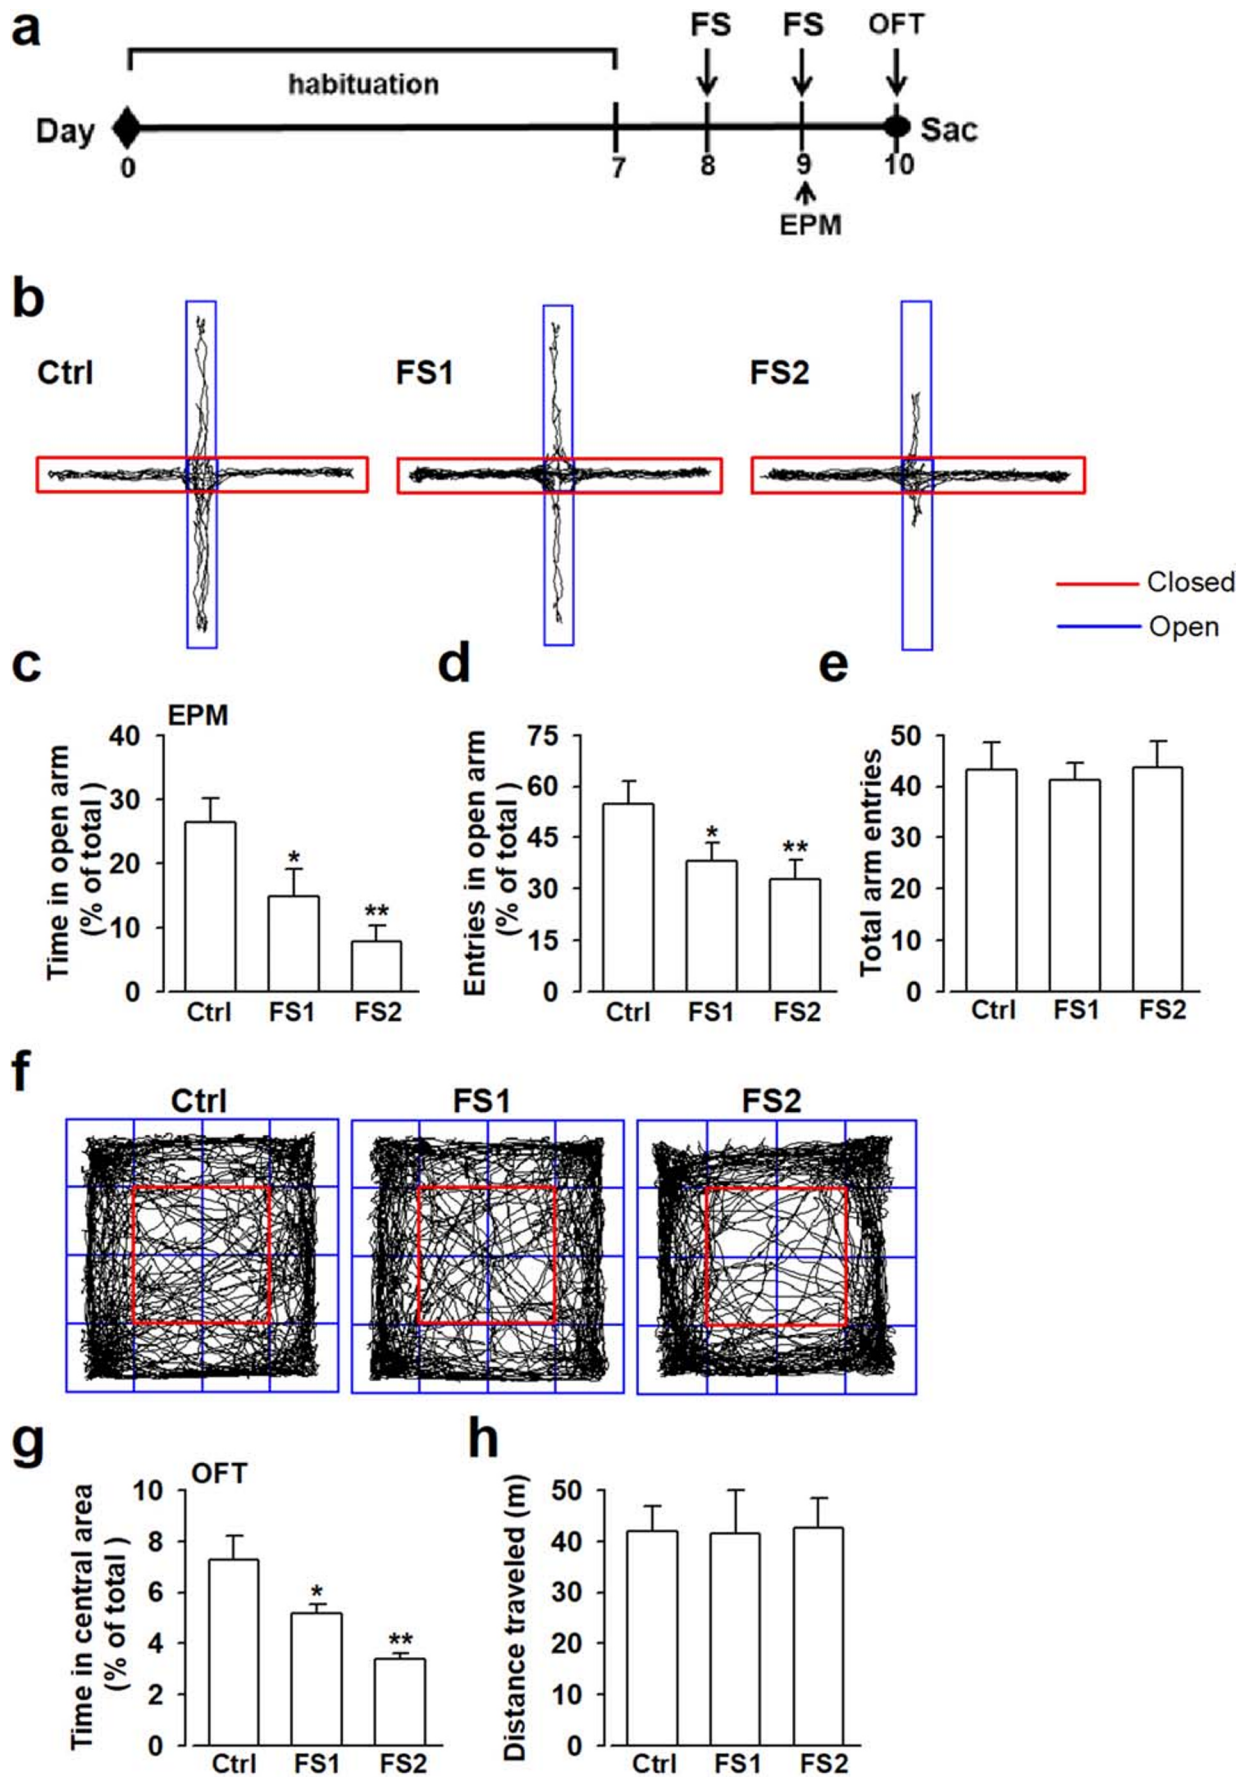 a
FS FS OFT
habituation
Day Sac
0 7 8 9 10
EPM
b
Ctrl FS1 FS2
Closed
Open
c
EPM
Time in open arm
(% of total )
40
30
20
10
0
*
**
Ctrl FS1 FS2
d
Entries in open arm
(% of total )
75
60
45
30
15
0
*
**
Ctrl FS1 FS2
e
Total arm entries
50
40
30
20
10
0
Ctrl FS1 FS2
f
Ctrl FS1 FS2
g
OFT
Time in central area
(% of total )
10
8
6
4
2
0
*
**
Ctrl FS1 FS2
h
Distance traveled (m)
50
40
30
20
10
0
Ctrl FS1 FS2